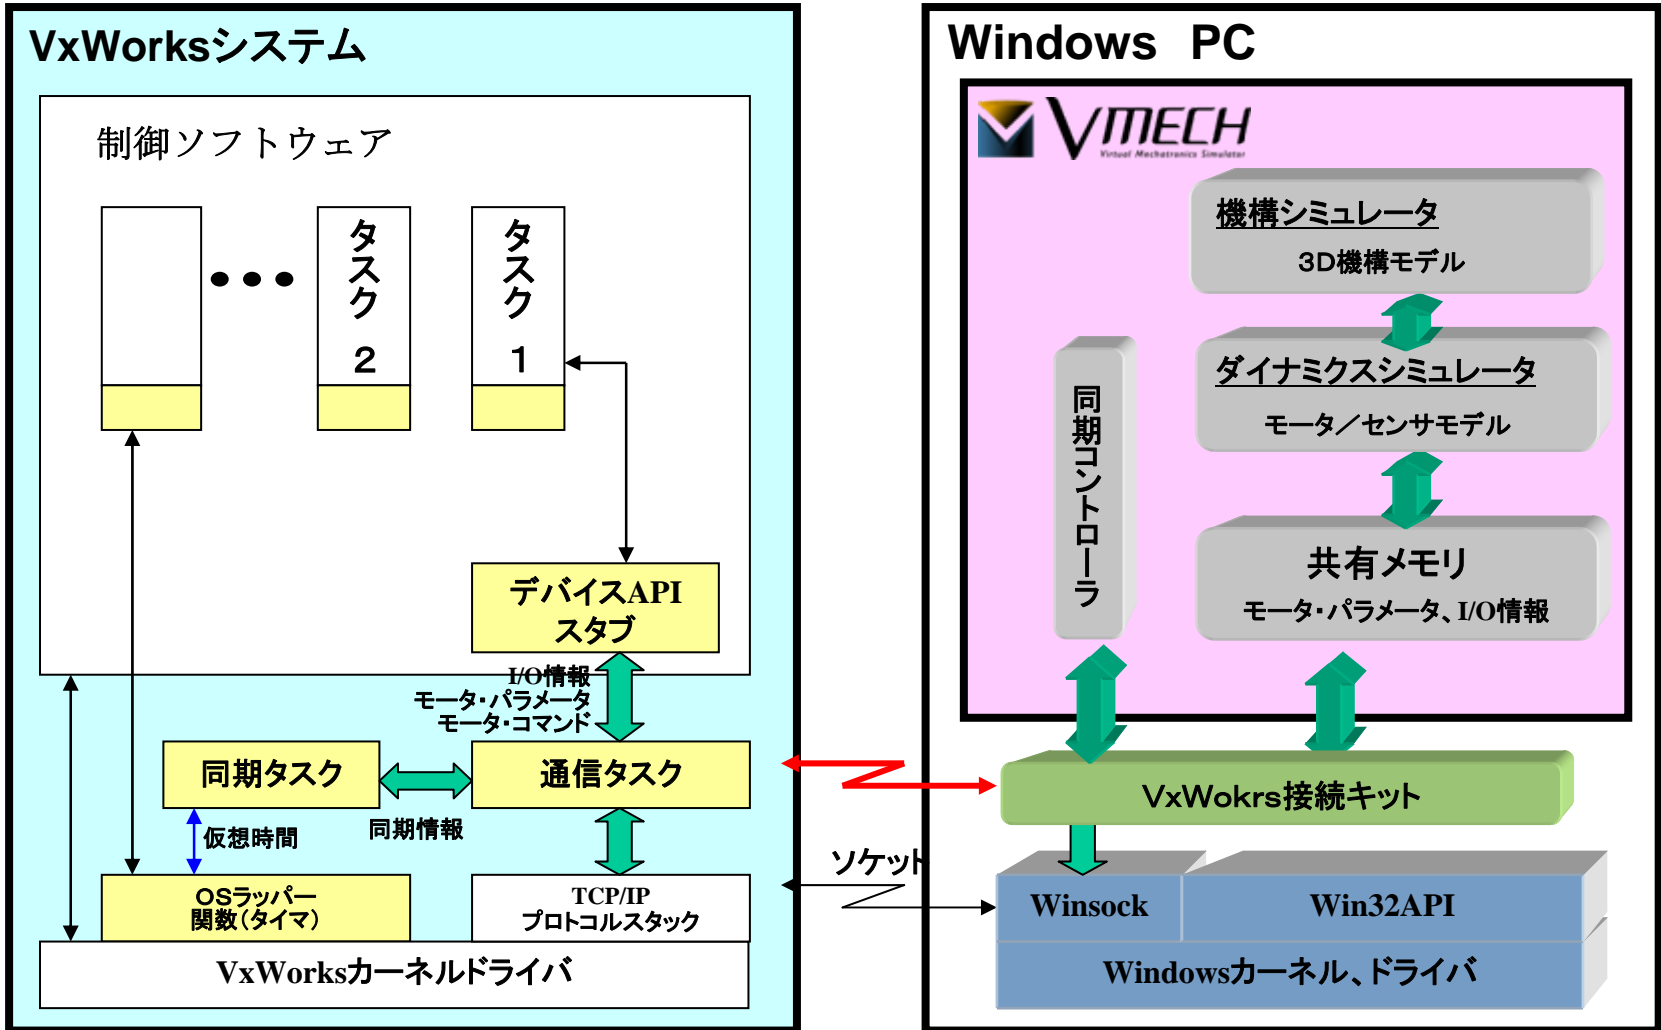 VxWorksシステム
制御ソフトウェア
タスク 2
タスク 1
デバイスAPI
スタブ
I/O情報
モータ・パラメータ
モータ・コマンド
同期タスク
通信タスク
同期情報
仮想時間
OSラッパー
関数(タイマ)
TCP/IP
プロトコルスタック
VxWorksカーネルドライバ
ソケット
Windows PC
VMECH
Virtual Mechatronics Simulator
機構シミュレータ
3D機構モデル
ダイナミクスシミュレータ
モータ/センサモデル
同期コントローラ
共有メモリ
モータ・パラメータ、I/O情報
VxWokrs接続キット
Winsock
Win32API
Windowsカーネル、ドライバ